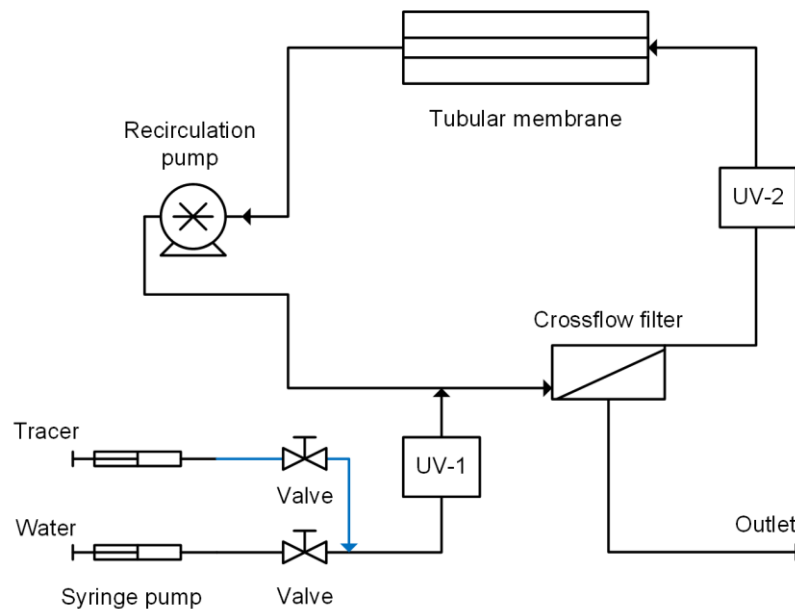 Tubular membrane
Recirculation
pump
UV-2
Crossflow filter
Tracer
UV-1
Valve
Water
Outlet
Syringe pump
Valve